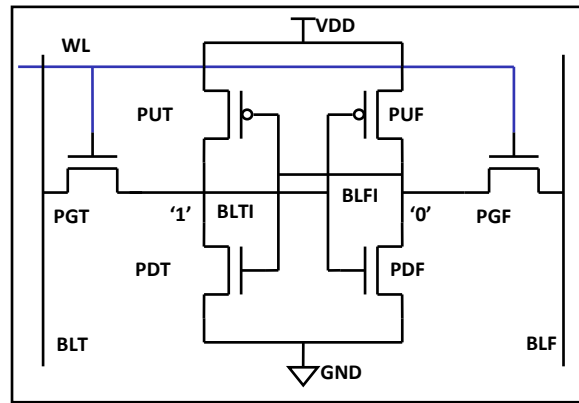 VDD
WL
PUT
PUF
PGT
'1'
BLTI
BLFI
'0'
PGF
PDT
PDF
BLT
BLF
GND